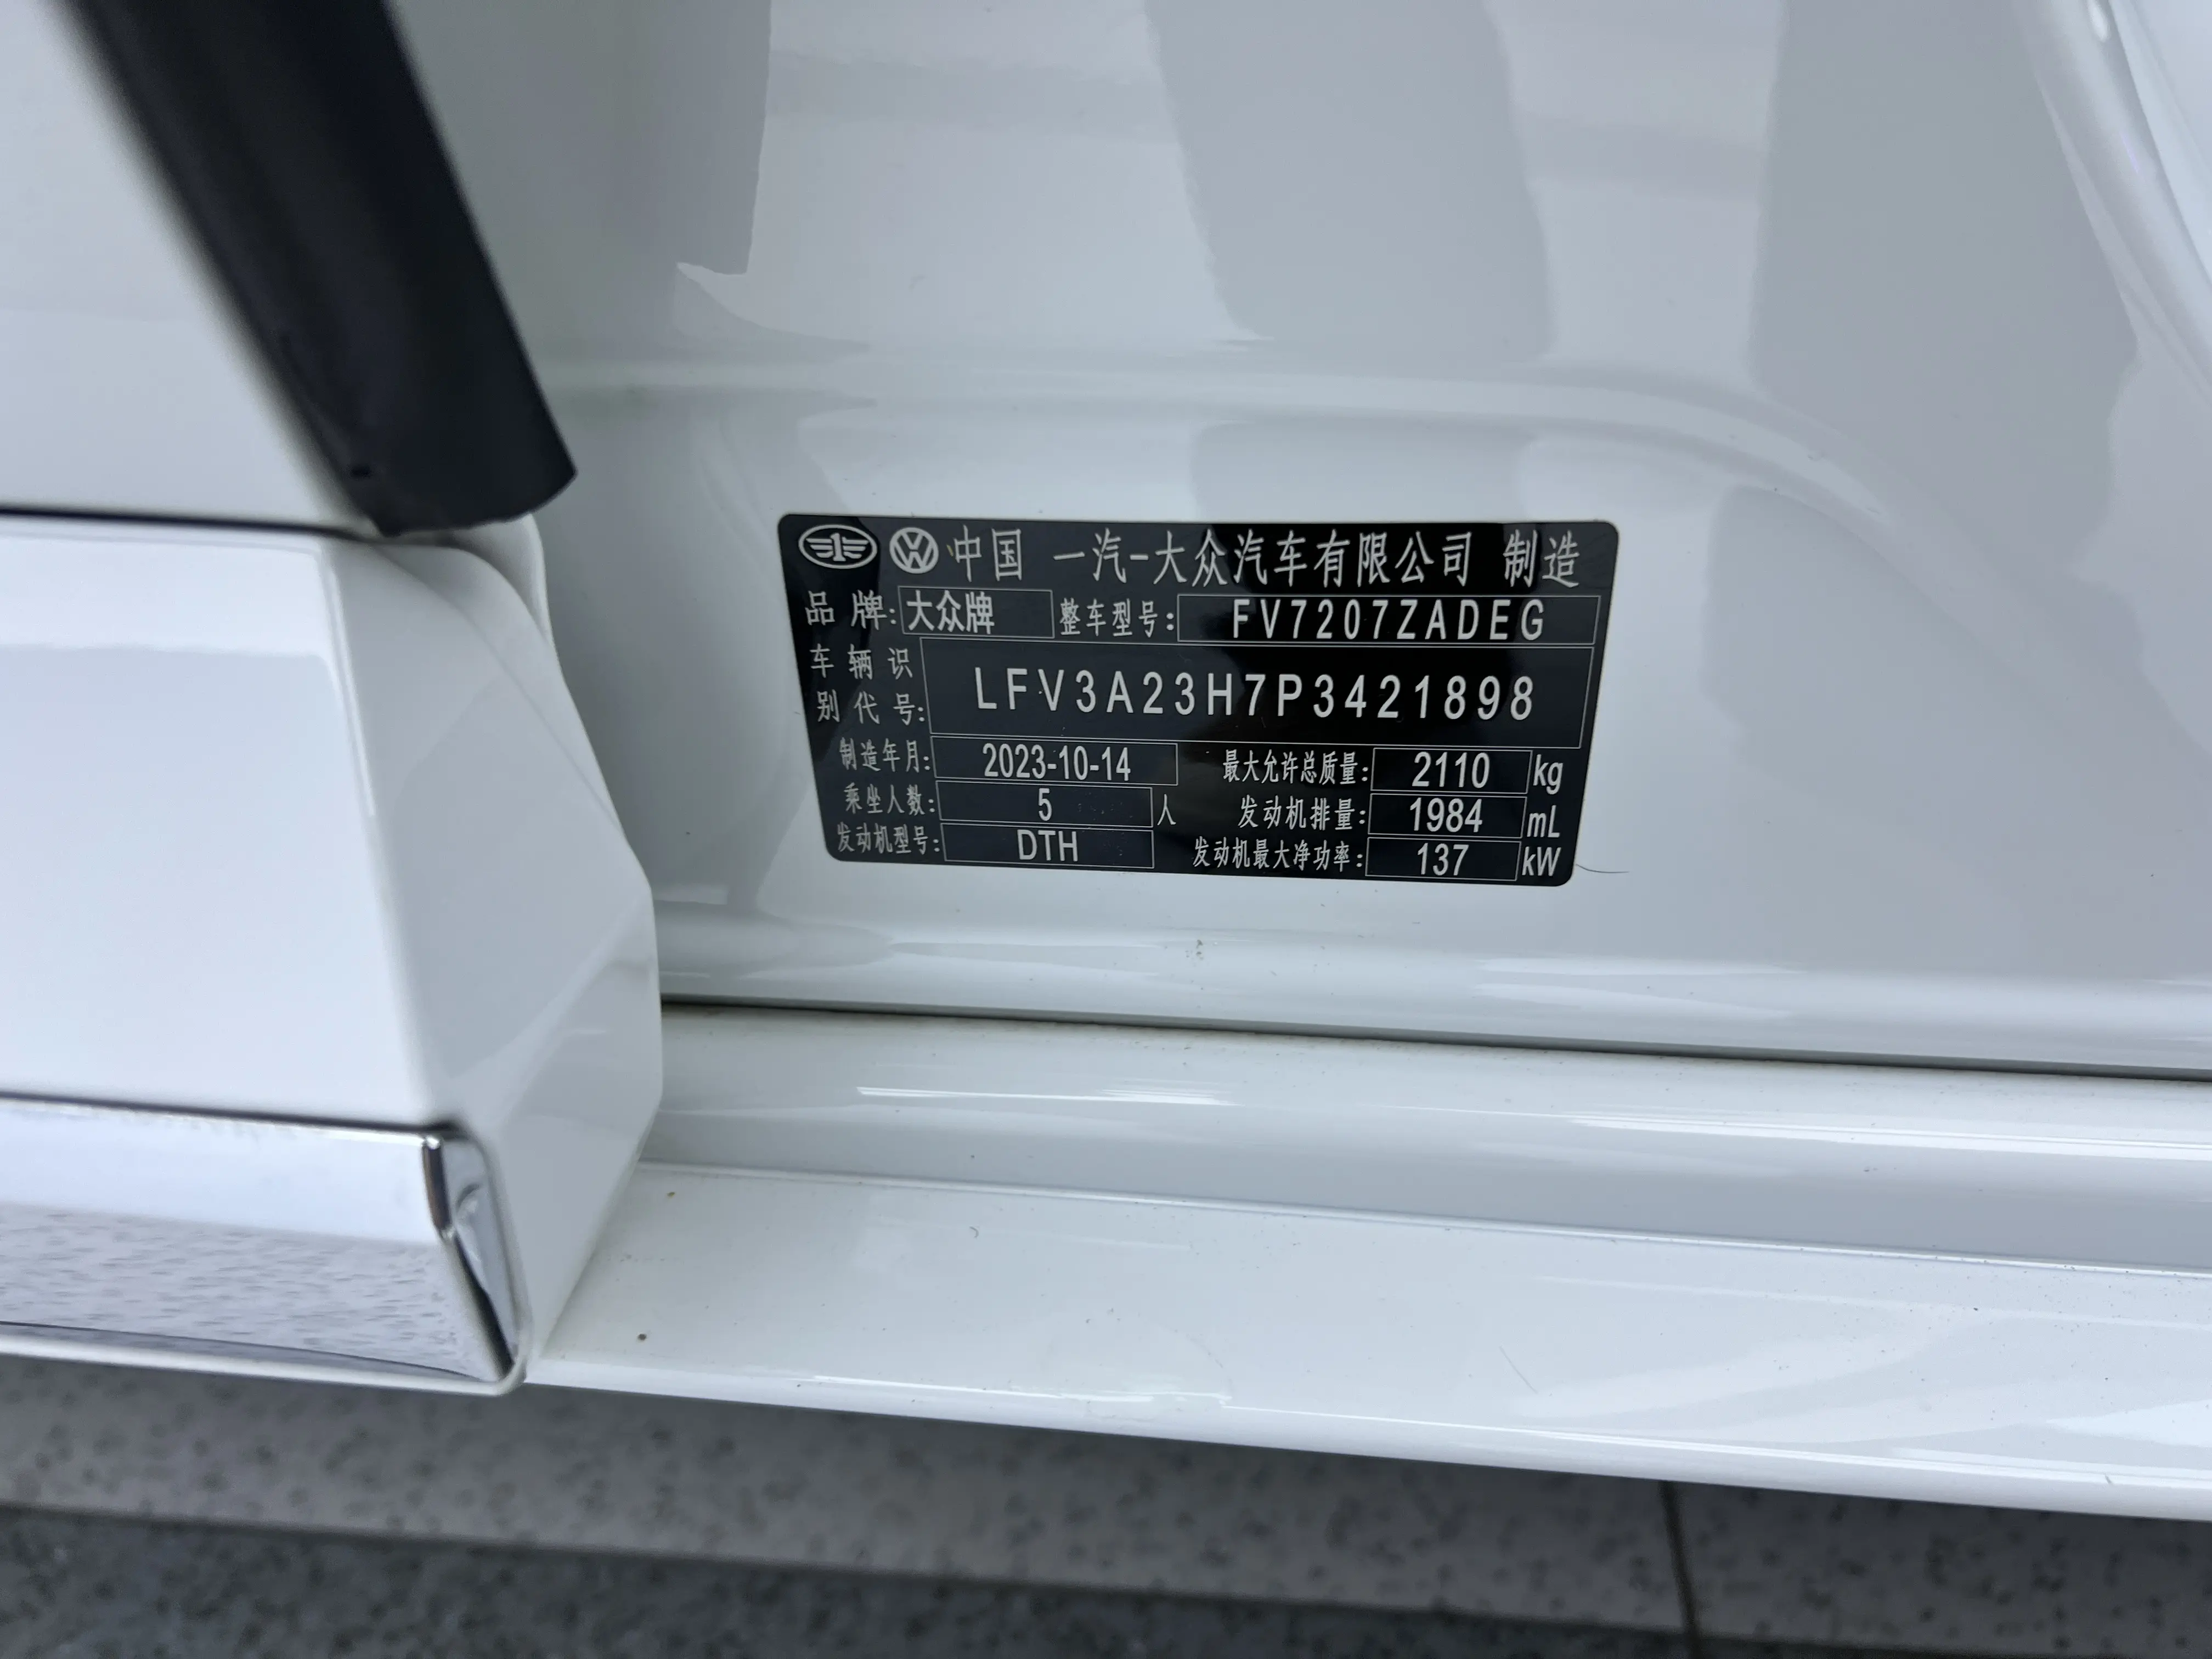 中国 一汽-大众汽车有限公司 制造
品牌: 大众牌 整车型号: FV7207ZADEG
车辆识别代号: LFV3A23H7P3421898
制造年月: 2023-10-14 最大允许总质量: 2110 kg
乘坐人数: 5 人 发动机排量: 1984 mL
发动机型号: DTH 发动机最大净功率: 137 kW